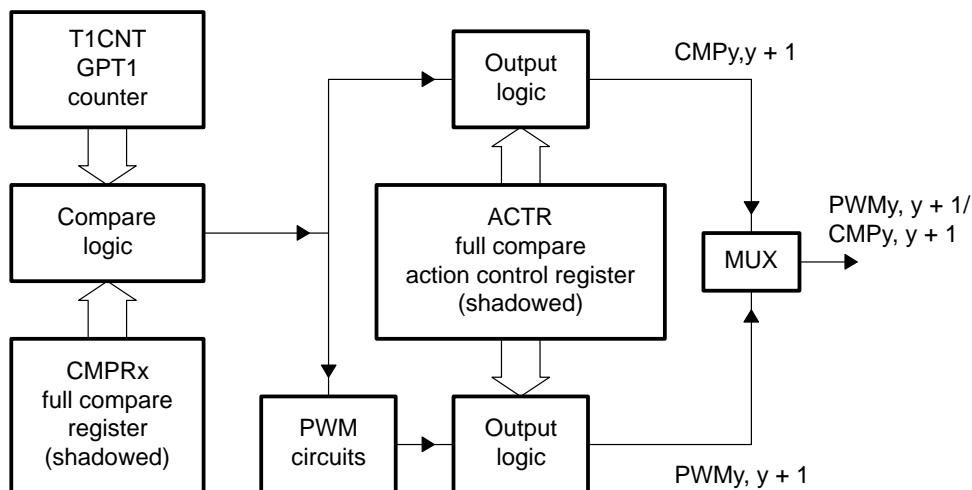 T1CNT
GPT1
counter
Compare
logic
CMPRx
full compare
register
(shadowed)
Output
logic
CMPy,y + 1
ACTR
full compare
action control register
(shadowed)
PWM
circuits
Output
logic
PWMy, y + 1
MUX
PWMy, y + 1/
CMPy, y + 1